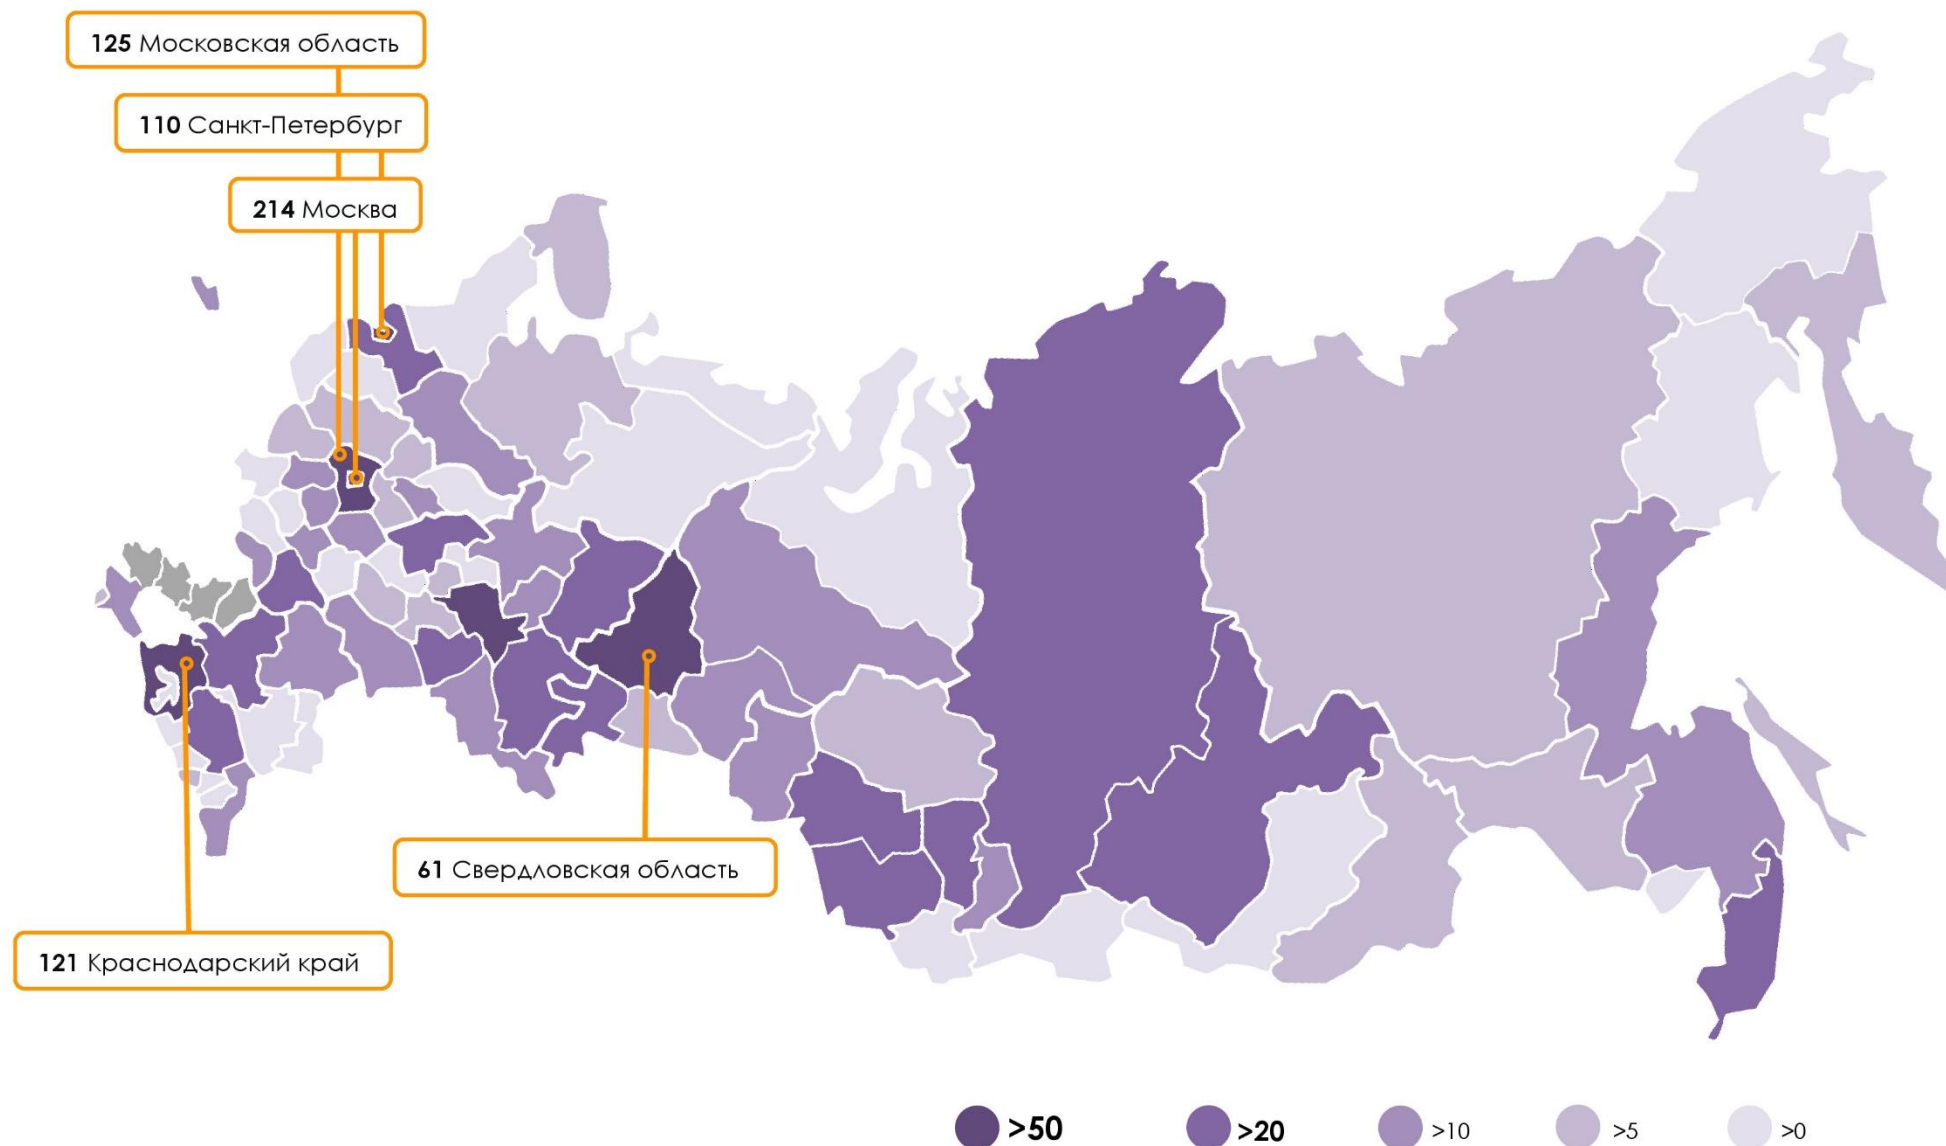 125 Московская область
110 Санкт-Петербург
214 Москва
61 Свердловская область
121 Краснодарский край
>50 >20 >10 >5 >0